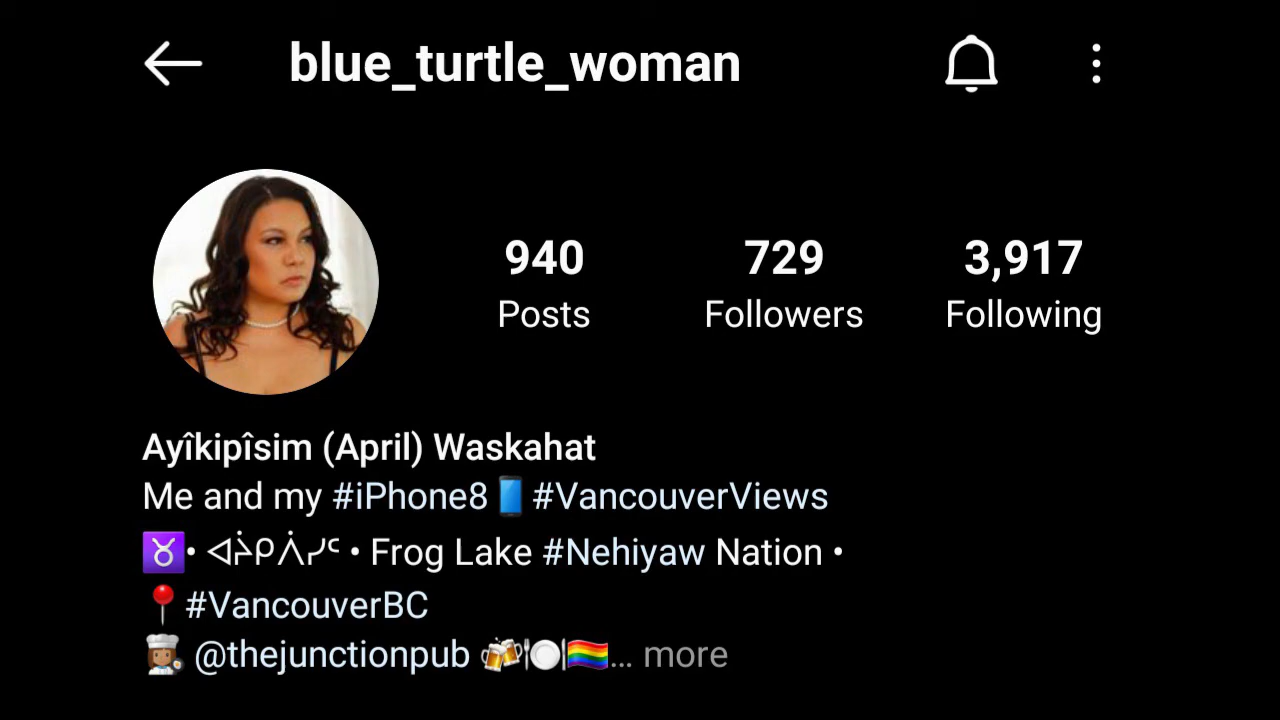 blue_turtle_woman
940 729 3,917
Posts Followers Following
Ayîkipîsim (April) Waskahat
Me and my #iPhone8📱#VancouverViews
♉• ᐊᔩᑭᐲᓯᒼ • Frog Lake #Nehiyaw Nation •
📍#VancouverBC
👩🏽‍🍳 @thejunctionpub 🍻🍽️🏳️‍🌈… more